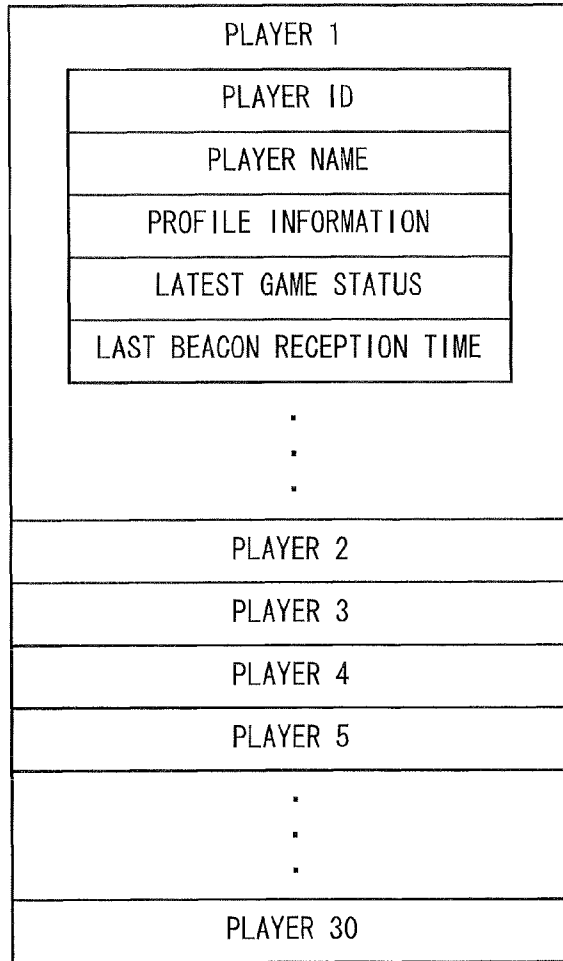 PLAYER 1
PLAYER ID
PLAYER NAME
PROFILE INFORMATION
LATEST GAME STATUS
LAST BEACON RECEPTION TIME
.
.
.
PLAYER 2
PLAYER 3
PLAYER 4
PLAYER 5
.
.
.
PLAYER 30